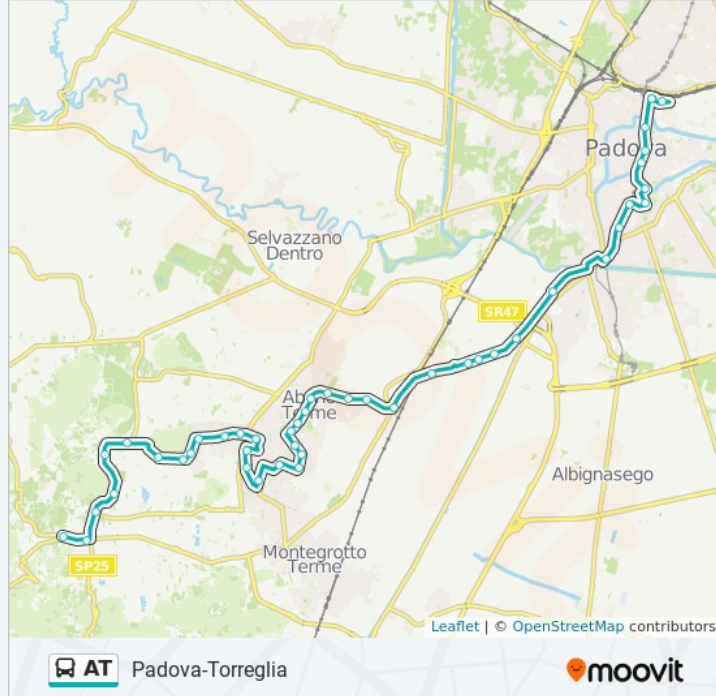 Padova
Selvazzano
Dentro
SR47
Abano
Terme
Albignasego
Montegrotto
Terme
SP25
Leaflet | © OpenStreetMap contributors
AT Padova-Torreglia
moovit